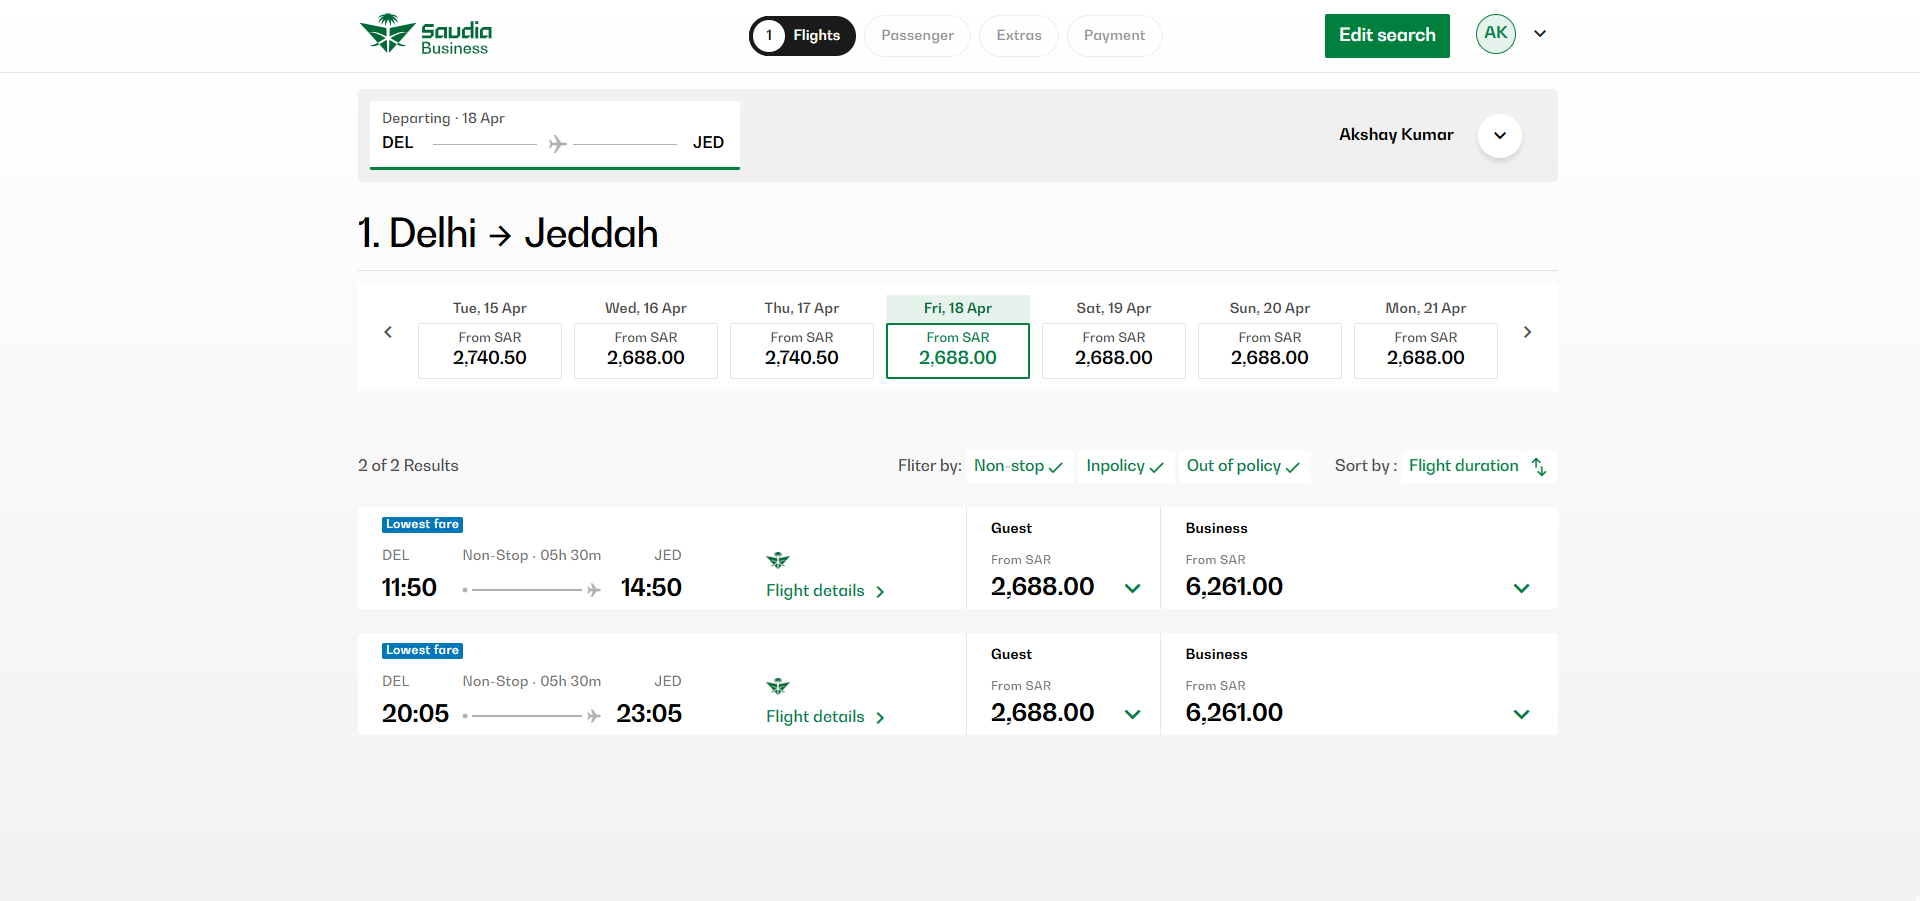 Saudia
Business
1 Flights
Passenger
Extras
Payment
Edit search
AK
Departing · 18 Apr
DEL JED
Akshay Kumar
1. Delhi → Jeddah
Tue, 15 Apr
From SAR
2,740.50
Wed, 16 Apr
From SAR
2,688.00
Thu, 17 Apr
From SAR
2,740.50
Fri, 18 Apr
From SAR
2,688.00
Sat, 19 Apr
From SAR
2,688.00
Sun, 20 Apr
From SAR
2,688.00
Mon, 21 Apr
From SAR
2,688.00
2 of 2 Results
Fliter by: Non-stop Inpolicy Out of policy Sort by : Flight duration
Lowest fare
DEL Non-Stop · 05h 30m JED
11:50 14:50
Flight details
Guest
From SAR
2,688.00
Business
From SAR
6,261.00
Lowest fare
DEL Non-Stop · 05h 30m JED
20:05 23:05
Flight details
Guest
From SAR
2,688.00
Business
From SAR
6,261.00